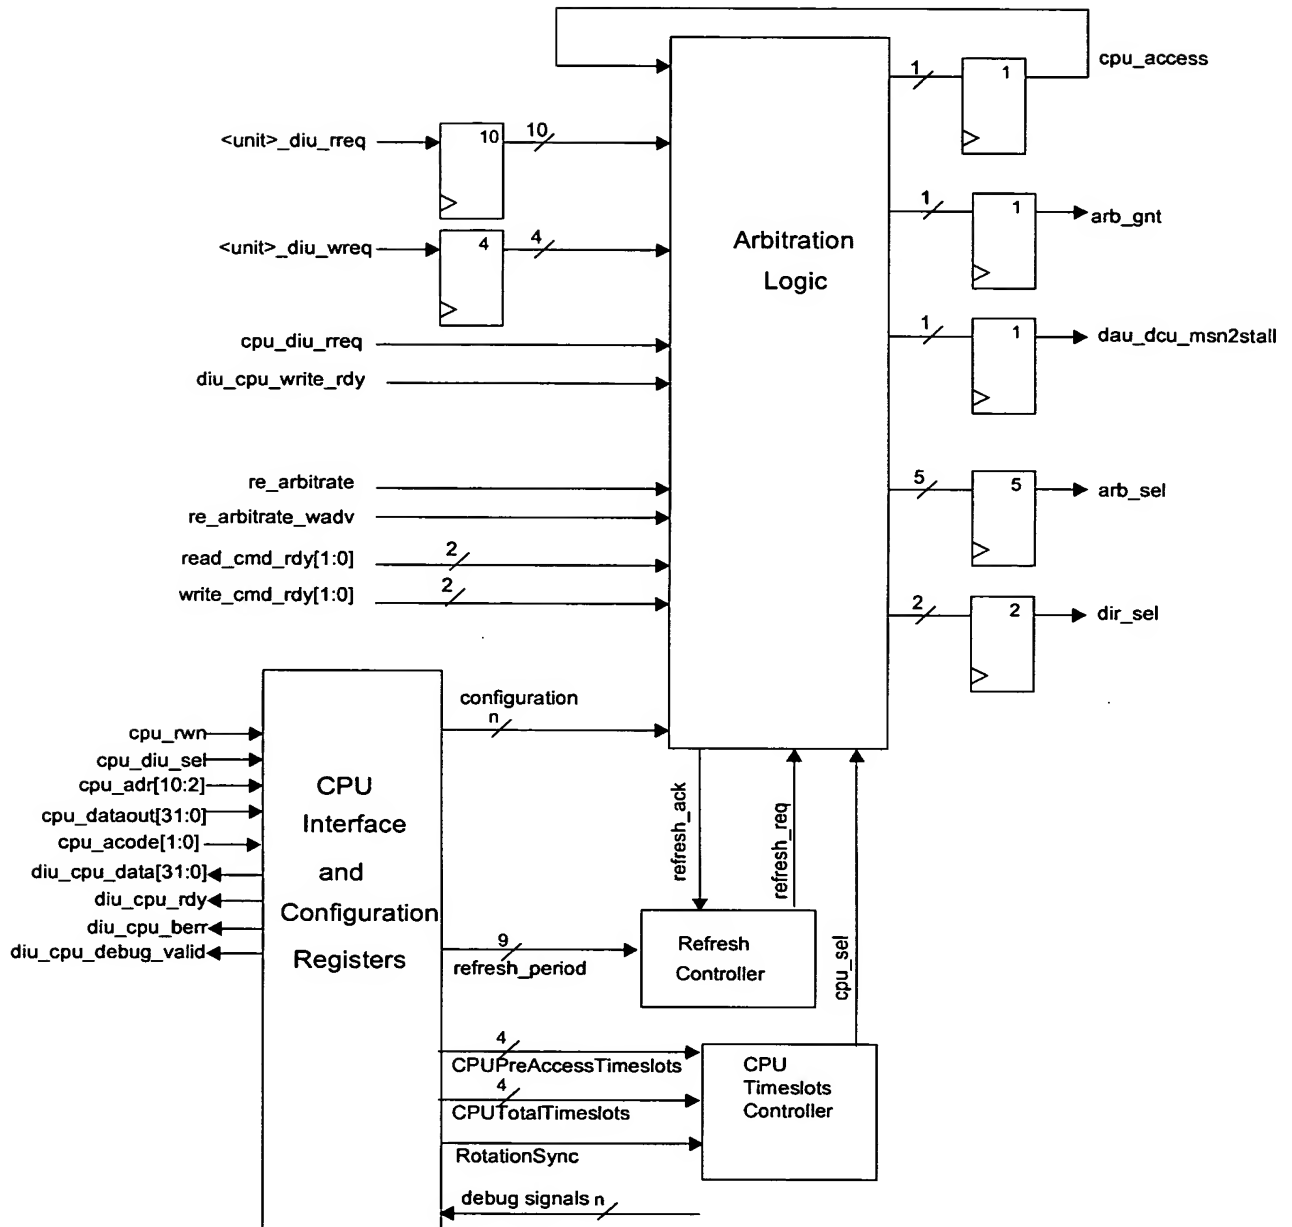 cpu_access
1
1
<unit>_diu_rreq
10
10
<unit>_diu_wreq
4
4
Arbitration
Logic
1
1
arb_gnt
cpu_diu_rreq
diu_cpu_write_rdy
1
1
dau_dcu_msn2stall
re_arbitrate
re_arbitrate_wadv
read_cmd_rdy[1:0]
2
write_cmd_rdy[1:0]
2
5
5
arb_sel
2
2
dir_sel
configuration
n
cpu_rwn
cpu_diu_sel
cpu_adr[10:2]
cpu_dataout[31:0]
cpu_acode[1:0]
diu_cpu_data[31:0]
diu_cpu_rdy
diu_cpu_berr
diu_cpu_debug_valid
CPU
Interface
and
Configuration
Registers
refresh_ack
refresh_req
cpu_sel
9
refresh_period
Refresh
Controller
4
CPUPreAccessTimeslots
4
CPUTotalTimeslots
RotationSync
CPU
Timeslots
Controller
debug signals n